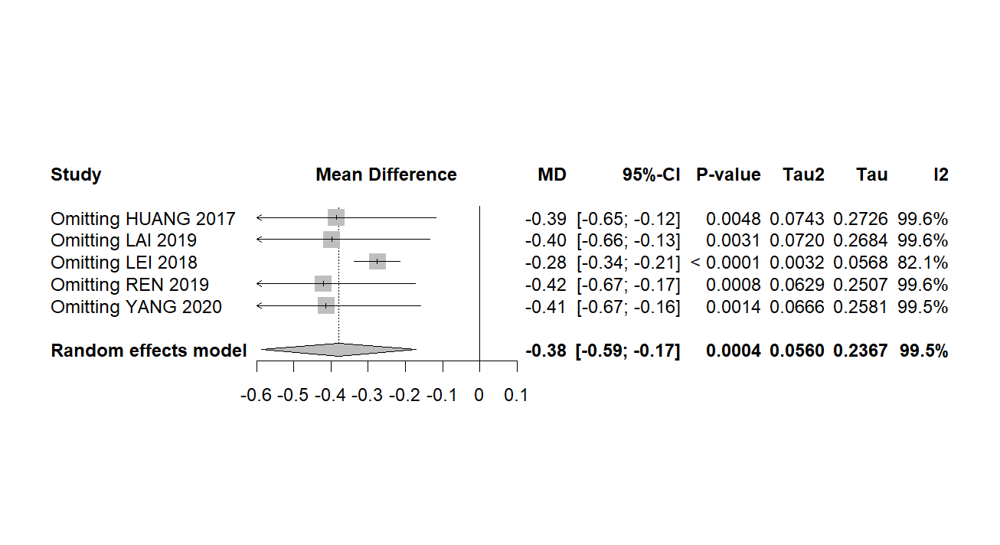 Study Mean Difference MD 95%-CI P-value Tau2 Tau I2
Omitting HUANG 2017 -0.39 [-0.65; -0.12] 0.0048 0.0743 0.2726 99.6%
Omitting LAI 2019 -0.40 [-0.66; -0.13] 0.0031 0.0720 0.2684 99.6%
Omitting LEI 2018 -0.28 [-0.34; -0.21] < 0.0001 0.0032 0.0568 82.1%
Omitting REN 2019 -0.42 [-0.67; -0.17] 0.0008 0.0629 0.2507 99.6%
Omitting YANG 2020 -0.41 [-0.67; -0.16] 0.0014 0.0666 0.2581 99.5%
Random effects model -0.38 [-0.59; -0.17] 0.0004 0.0560 0.2367 99.5%
-0.6 -0.5 -0.4 -0.3 -0.2 -0.1 0 0.1